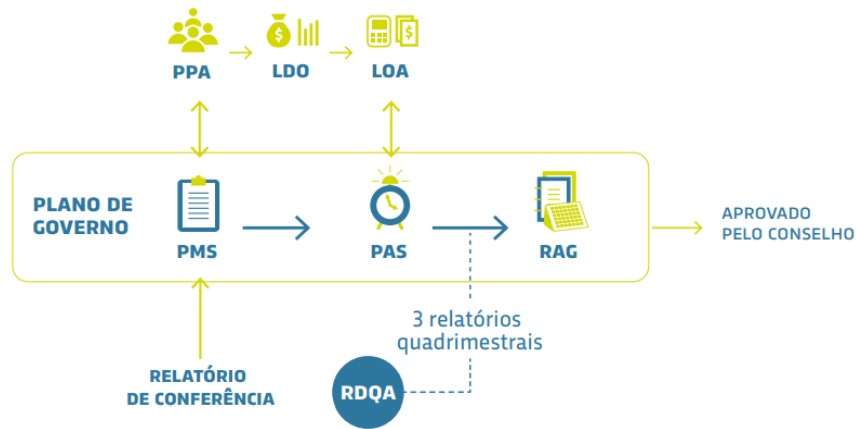 PPA
LDO
LOA
PLANO DE
GOVERNO
PMS
PAS
RAG
APROVADO
PELO CONSELHO
3 relatórios
quadrimestrais
RELATÓRIO
DE CONFERÊNCIA
RDQA